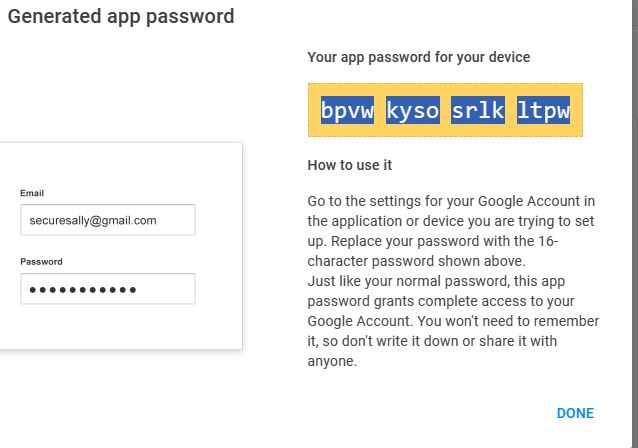 Generated app password
Your app password for your device
bpvw kyso srlk ltpw
How to use it
Email
securesally@gmail.com
Password
●●●●●●●●●●●
Go to the settings for your Google Account in
the application or device you are trying to set
up. Replace your password with the 16-
character password shown above.
Just like your normal password, this app
password grants complete access to your
Google Account. You won't need to remember
it, so don't write it down or share it with
anyone.
DONE